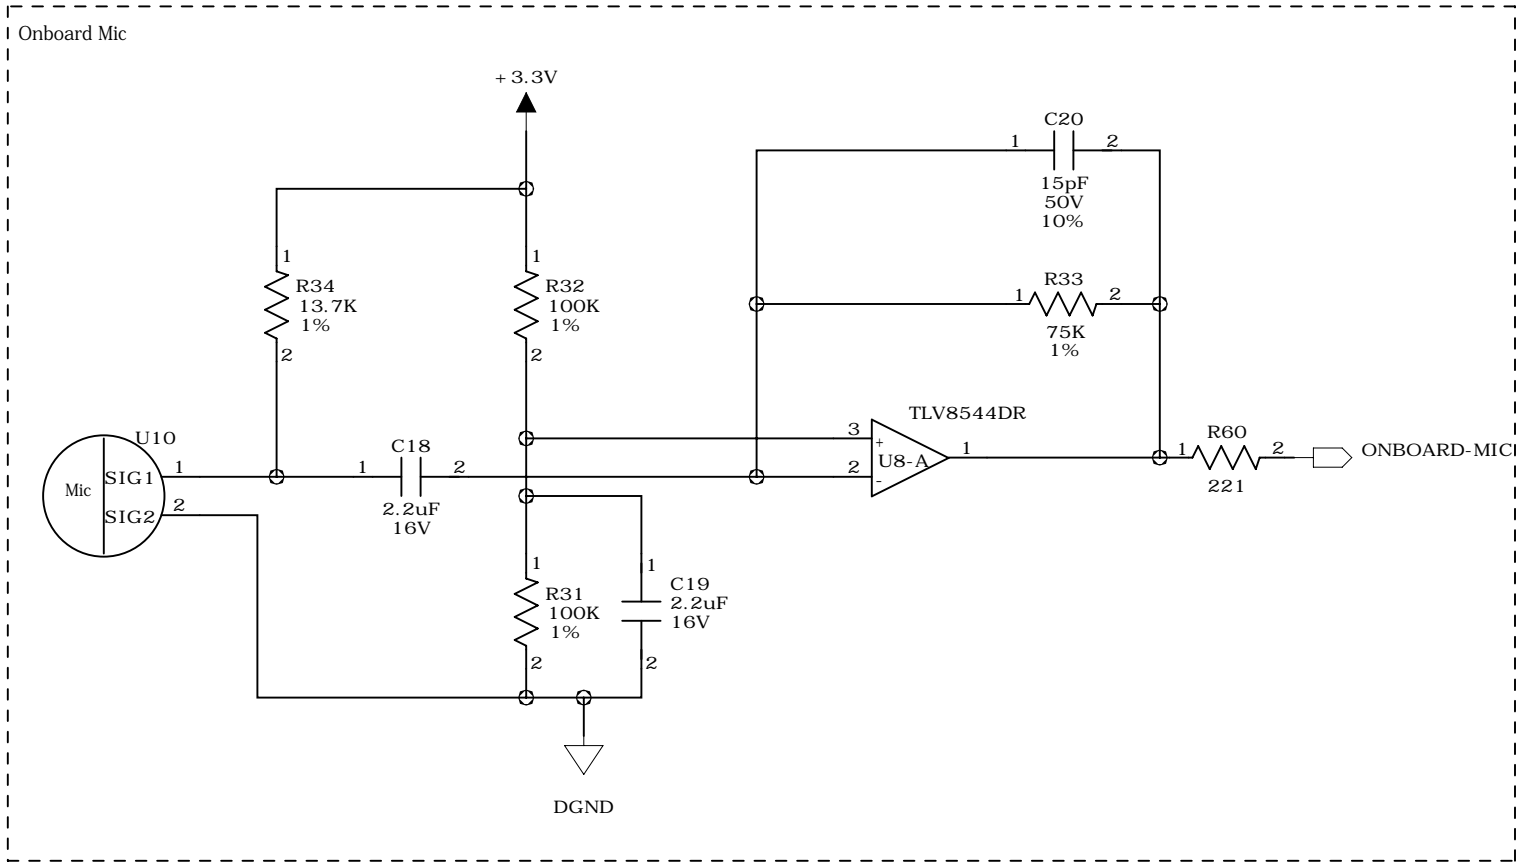 Onboard Mic
+3.3V
C20
1
2
15pF
50V
10%
1
R34
13.7K
1%
2
1
R32
100K
1%
2
R33
1
2
75K
1%
TLV8544DR
U10
SIG1
1
Mic
SIG2
2
C18
1
2
2.2uF
16V
3
+
U8-A
2
-
1
R60
1
2
221
ONBOARD-MIC
1
R31
100K
1%
2
1
C19
2.2uF
16V
2
DGND